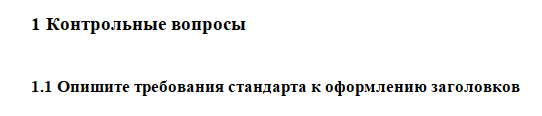 1 Контрольные вопросы
1.1 Опишите требования стандарта к оформлению заголовков